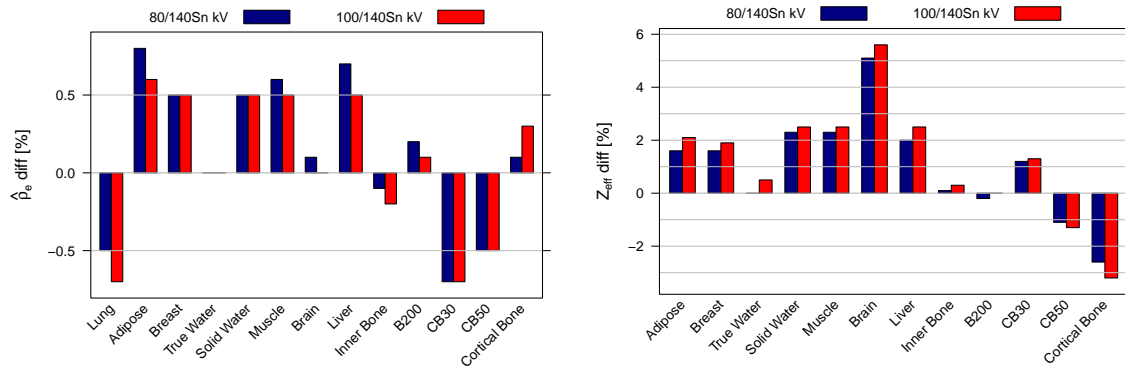 80/140Sn kV 100/140Sn kV
ρ̂e diff [%]
0.5
0.0
−0.5
Lung
Adipose
Breast
True Water
Solid Water
Muscle
Brain
Liver
Inner Bone
B200
CB30
CB50
Cortical Bone
80/140Sn kV 100/140Sn kV
Zeff diff [%]
6
4
2
0
−2
Adipose
Breast
True Water
Solid Water
Muscle
Brain
Liver
Inner Bone
B200
CB30
CB50
Cortical Bone